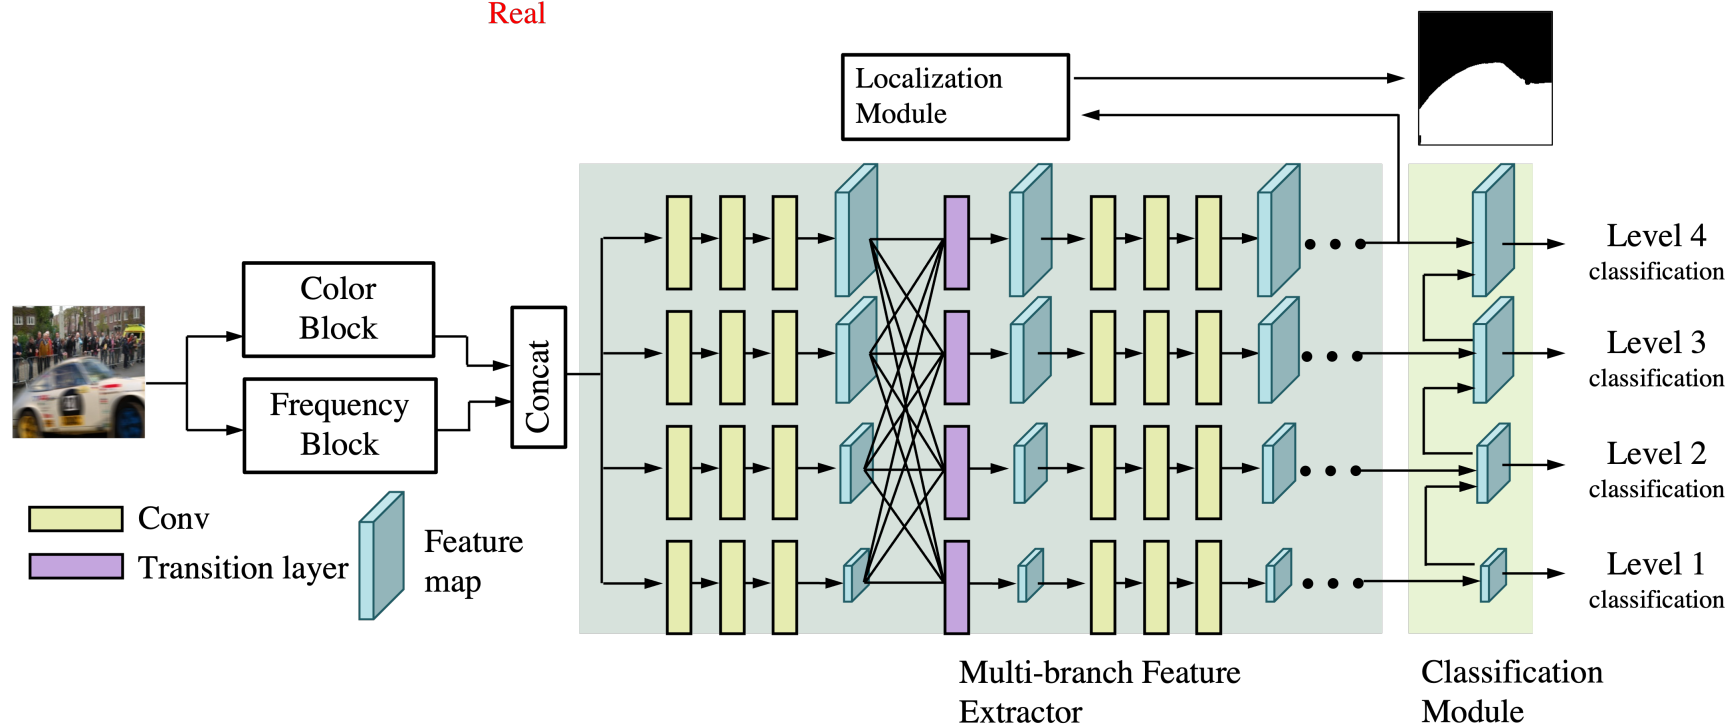 Real
Localization
Module
Color
Block
Frequency
Block
Concat
Level 4
classification
Level 3
classification
Level 2
classification
Level 1
classification
Conv
Transition layer
Feature
map
Multi-branch Feature
Extractor
Classification
Module